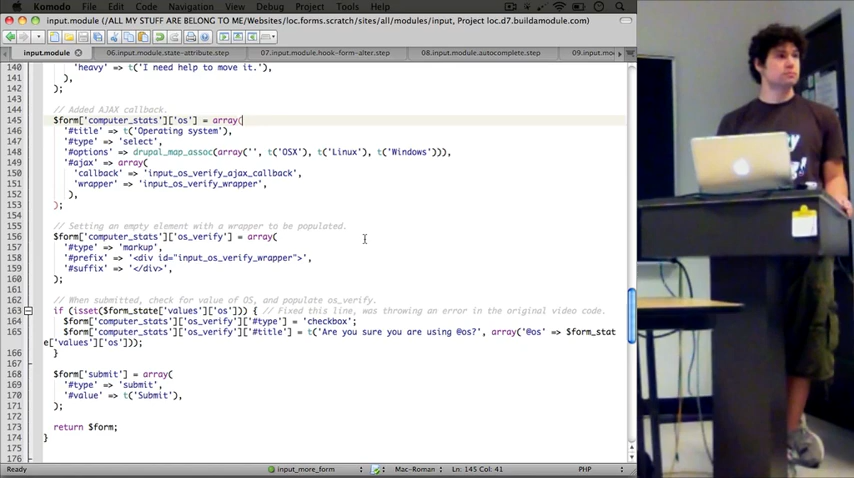 Komodo File Edit Code Navigation View Debug Project Tools Window Help
input.module (/ALL MY STUFF ARE BELONG TO ME/Websites/loc.forms.scratch/sites/all/modules/input, Project loc.d7.buildamodule.com)
input.module 06.input.module.state-attribute.step 07.input.module.hook-form-alter.step 08.input.module.autocomplete.step 09.input.mo
140 'heavy' => t('I need help to move it.'),
141 ),
142 );
143
144 // Added AJAX callback.
145 $form['computer_stats']['os'] = array(
146 '#title' => t('Operating system'),
147 '#type' => 'select',
148 '#options' => drupal_map_assoc(array('', t('OSX'), t('Linux'), t('Windows'))),
149 '#ajax' => array(
150 'callback' => 'input_os_verify_ajax_callback',
151 'wrapper' => 'input_os_verify_wrapper',
152 ),
153 );
154
155 // Setting an empty element with a wrapper to be populated.
156 $form['computer_stats']['os_verify'] = array(
157 '#type' => 'markup',
158 '#prefix' => '<div id="input_os_verify_wrapper">',
159 '#suffix' => '</div>',
160 );
161
162 // When submitted, check for value of OS, and populate os_verify.
163 if (isset($form_state['values']['os'])) { // Fixed this line, was throwing an error in the original video code.
164 $form['computer_stats']['os_verify']['#type'] = 'checkbox';
165 $form['computer_stats']['os_verify']['#title'] = t('Are you sure you are using @os?', array('@os' => $form_stat
e['values']['os']));
166 }
167
168 $form['submit'] = array(
169 '#type' => 'submit',
170 '#value' => t('Submit'),
171 );
172
173 return $form;
174 }
175
176
Ready input_more_form Mac-Roman Ln: 145 Col: 41 PHP